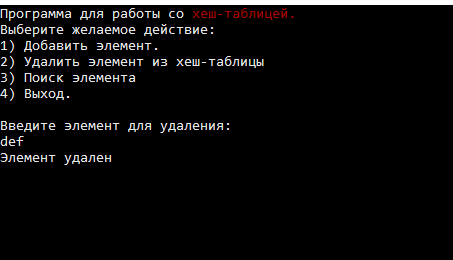 Программа для работы со хеш-таблицей.
Выберите желаемое действие:
1) Добавить элемент.
2) Удалить элемент из хеш-таблицы
3) Поиск элемента
4) Выход.
Введите элемент для удаления:
def
Элемент удален